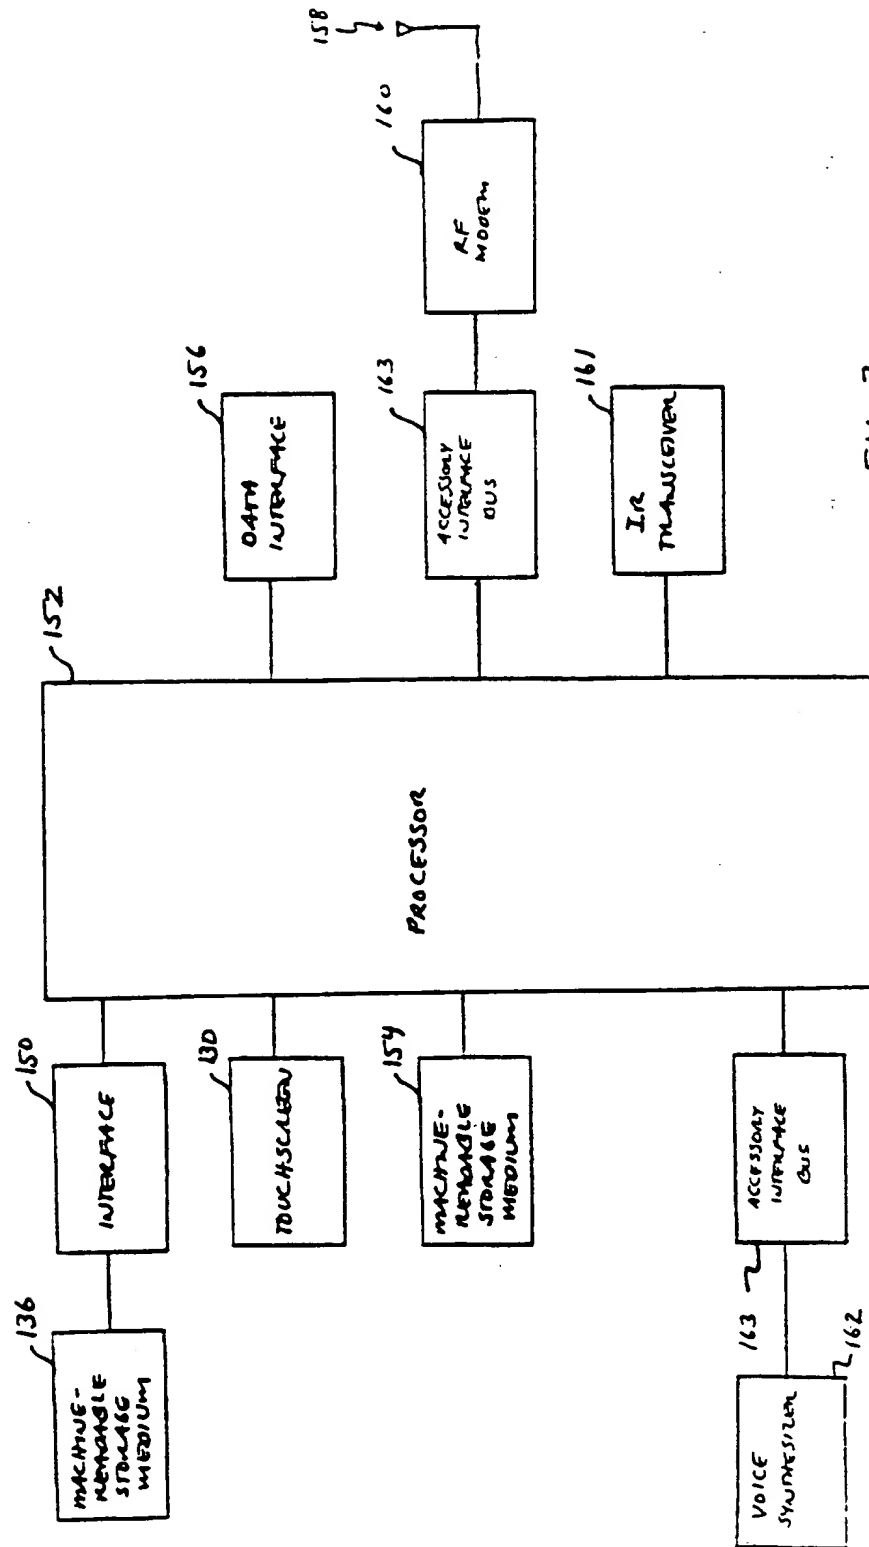 136
MACHINE-
READABLE
STORAGE
MEDIUM
150
INTERFACE
130
TOUCHSCREEN
154
MACHINE-
READABLE
STORAGE
MEDIUM
163
ACCESSORY
INTERFACE
BUS
162
VOICE
SYNTHESIZER
152
PROCESSOR
156
DATA
INTERFACE
163
ACCESSORY
INTERFACE
BUS
160
RF
MODEM
158
161
IR
TRANSCEIVER